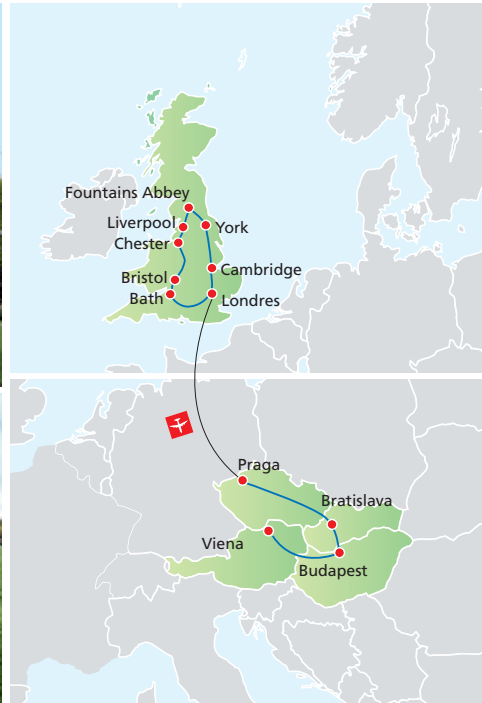 Fountains Abbey
Liverpool
York
Chester
Cambridge
Bristol
Bath
Londres
Praga
Bratislava
Viena
Budapest